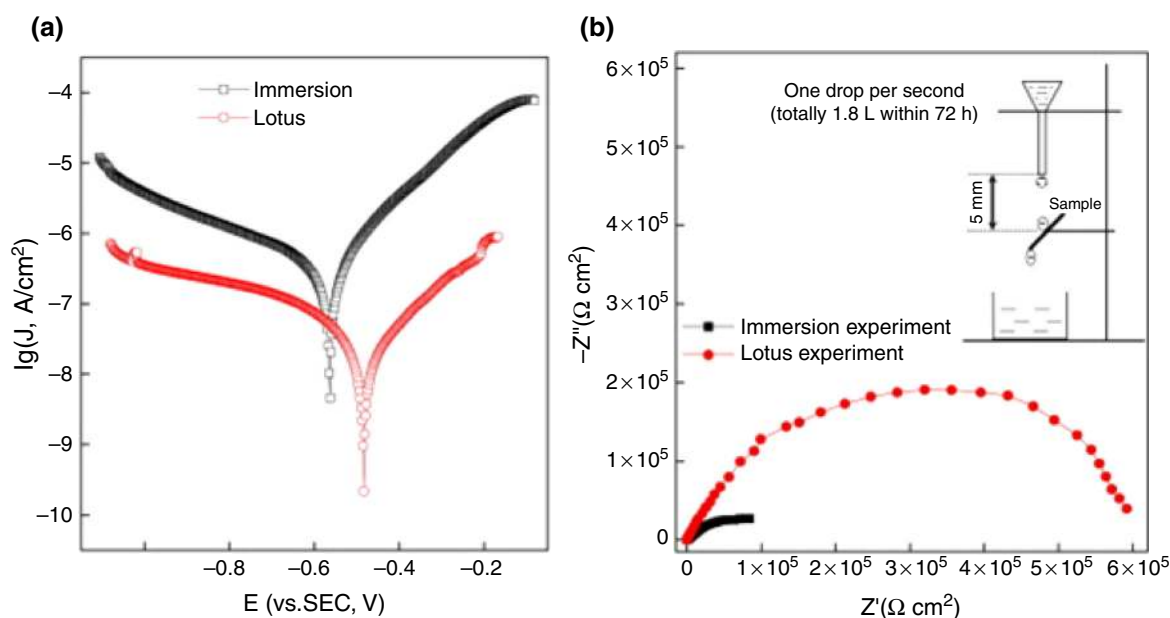 (a)
–4
–5
–6
–7
–8
–9
–10
lg(J, A/cm²)
Immersion
Lotus
–0.8
–0.6
–0.4
–0.2
E (vs.SEC, V)
(b)
6×10⁵
5×10⁵
4×10⁵
3×10⁵
2×10⁵
1×10⁵
0
–Z″(Ω cm²)
One drop per second
(totally 1.8 L within 72 h)
5 mm
Sample
Immersion experiment
Lotus experiment
0
1×10⁵
2×10⁵
3×10⁵
4×10⁵
5×10⁵
6×10⁵
Z′(Ω cm²)